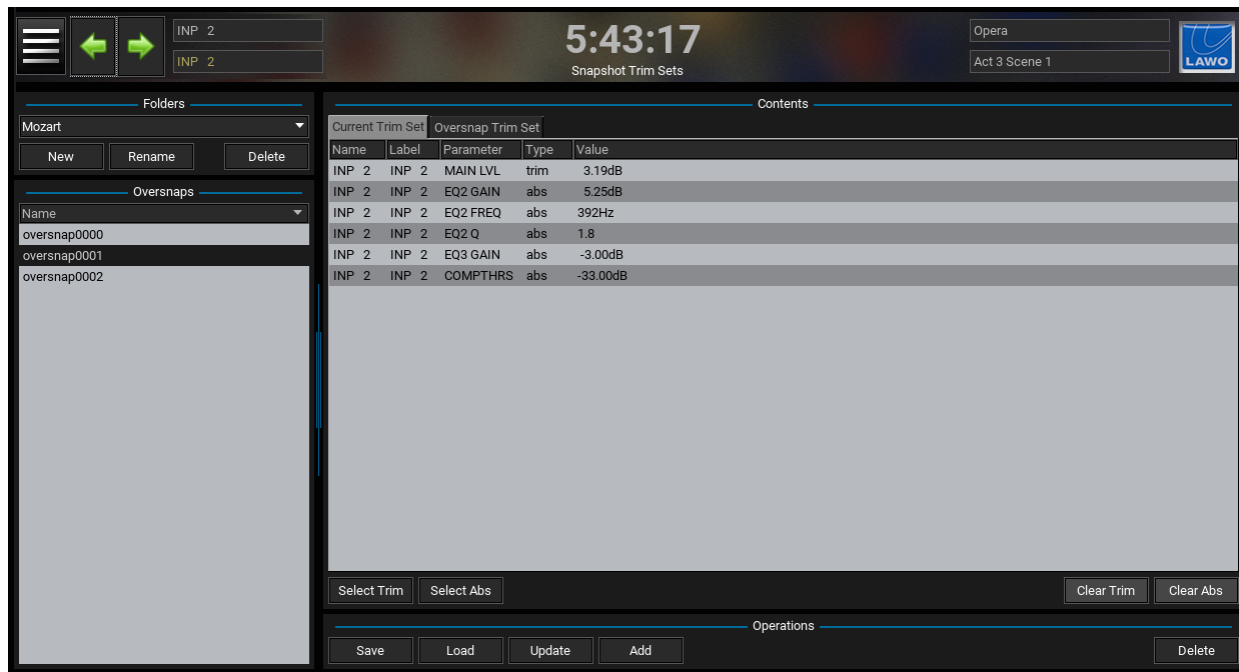 INP 2
INP 2
5:43:17
Snapshot Trim Sets
Opera
Act 3 Scene 1
LAWO
Folders
Mozart
New Rename Delete
Oversnaps
Name
oversnap0000
oversnap0001
oversnap0002
Contents
Current Trim Set Oversnap Trim Set
Name Label Parameter Type Value
INP 2 INP 2 MAIN LVL trim 3.19dB
INP 2 INP 2 EQ2 GAIN abs 5.25dB
INP 2 INP 2 EQ2 FREQ abs 392Hz
INP 2 INP 2 EQ2 Q abs 1.8
INP 2 INP 2 EQ3 GAIN abs -3.00dB
INP 2 INP 2 COMPTHRS abs -33.00dB
Select Trim Select Abs Clear Trim Clear Abs
Operations
Save Load Update Add Delete